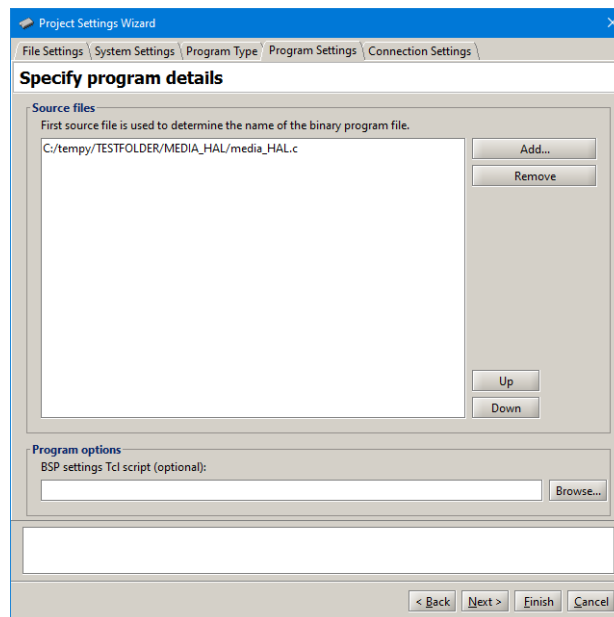 Project Settings Wizard
File Settings System Settings Program Type Program Settings Connection Settings
Specify program details
Source files
First source file is used to determine the name of the binary program file.
C:/tempy/TESTFOLDER/MEDIA_HAL/media_HAL.c
Add...
Remove
Up
Down
Program options
BSP settings Tcl script (optional):
Browse...
< Back Next > Finish Cancel